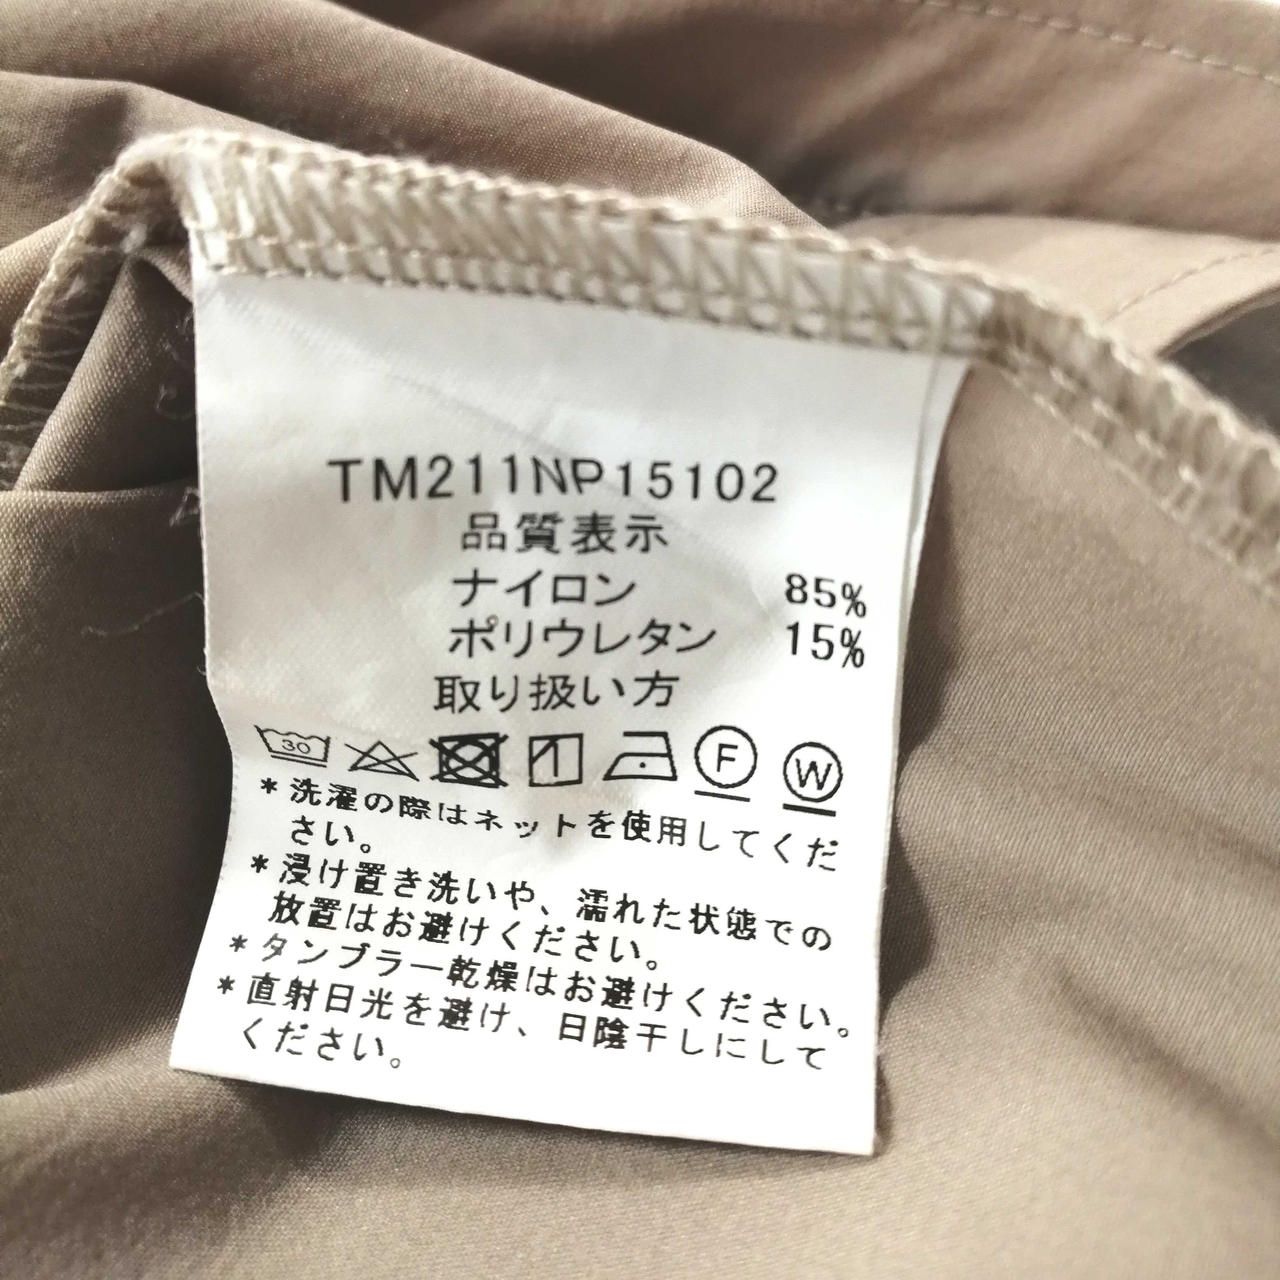 TM211NP15102
品質表示
ナイロン 85%
ポリウレタン 15%
取り扱い方
30 F W
*洗濯の際はネットを使用してくだ
さい。
*浸け置き洗いや、濡れた状態での
放置はお避けください。
*タンブラー乾燥はお避けください。
*直射日光を避け、日陰干しにして
ください。